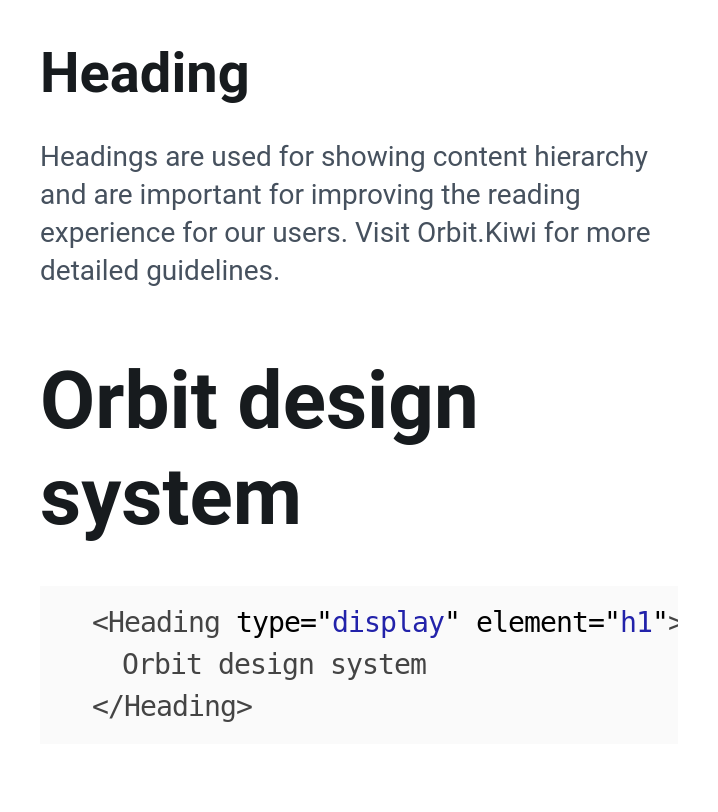 Heading
Headings are used for showing content hierarchy
and are important for improving the reading
experience for our users. Visit Orbit.Kiwi for more
detailed guidelines.
Orbit design
system
<Heading type="display" element="h1">
Orbit design system
</Heading>